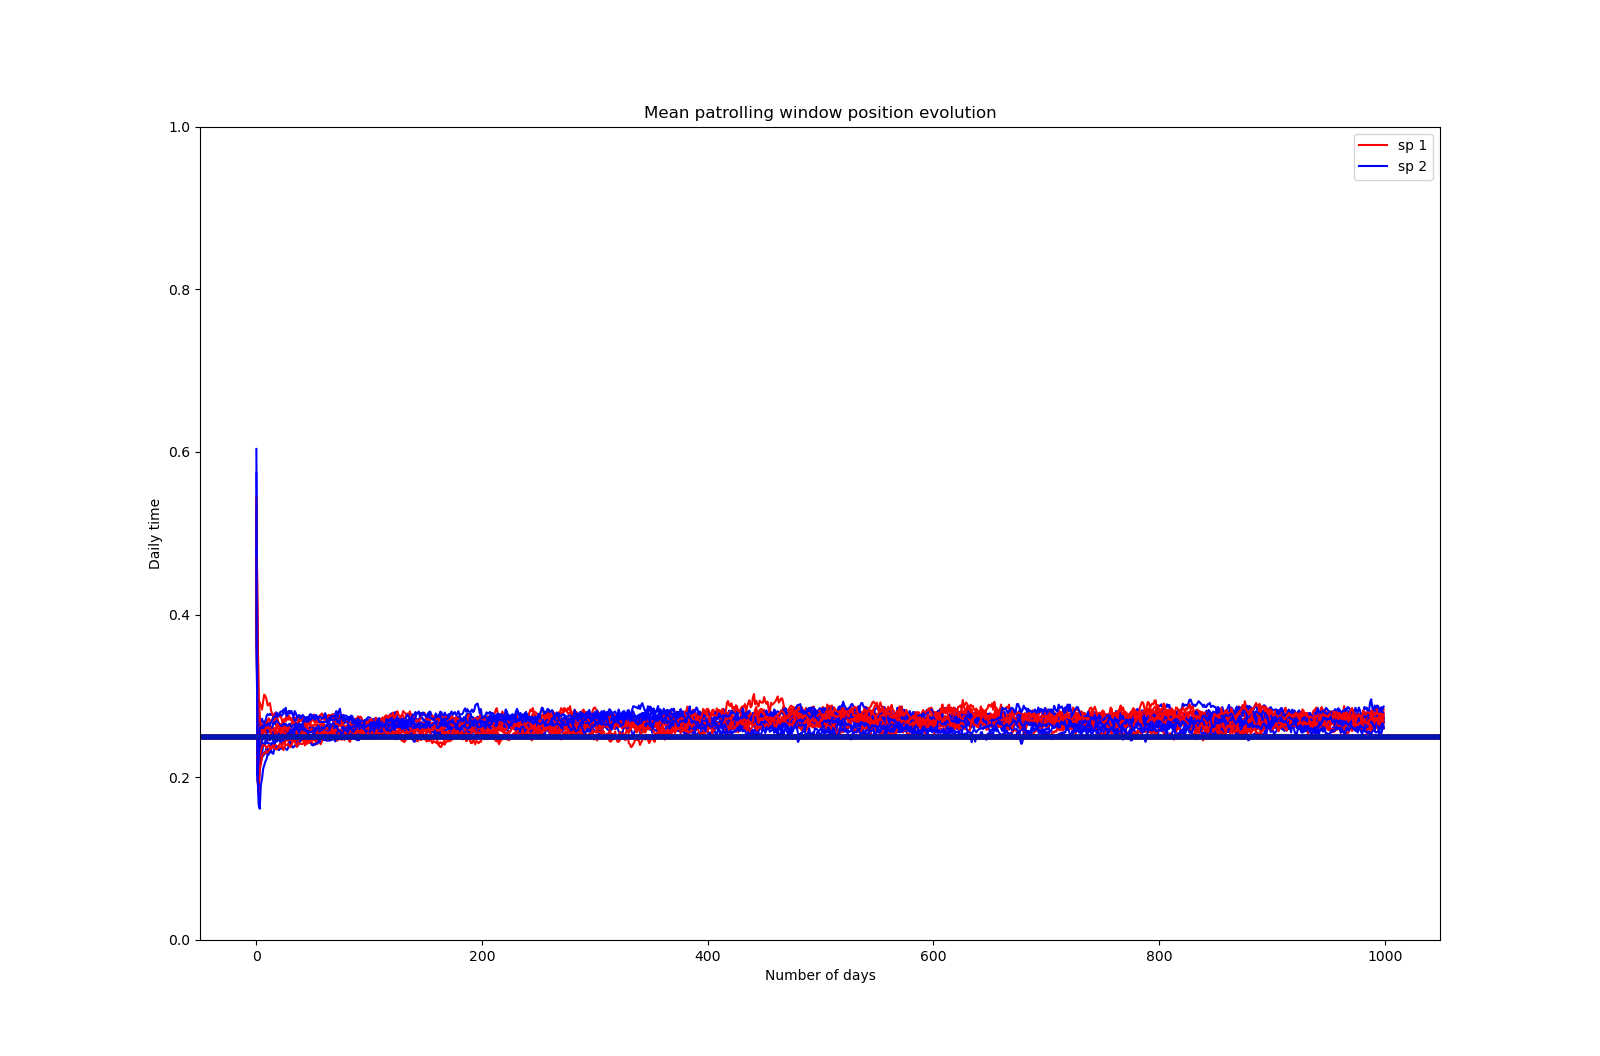 Mean patrolling window position evolution
1.0
sp 1
sp 2
0.8
0.6
Daily time
0.4
0.2
0.0
0 200 400 600 800 1000
Number of days